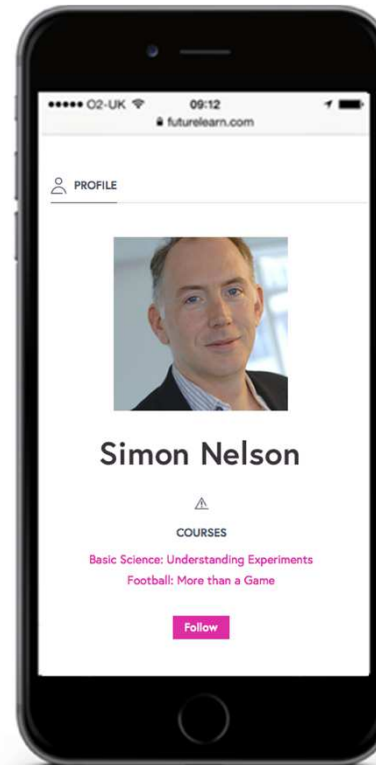 O2-UK 09:12
futurelearn.com
PROFILE
Simon Nelson
COURSES
Basic Science: Understanding Experiments
Football: More than a Game
Follow